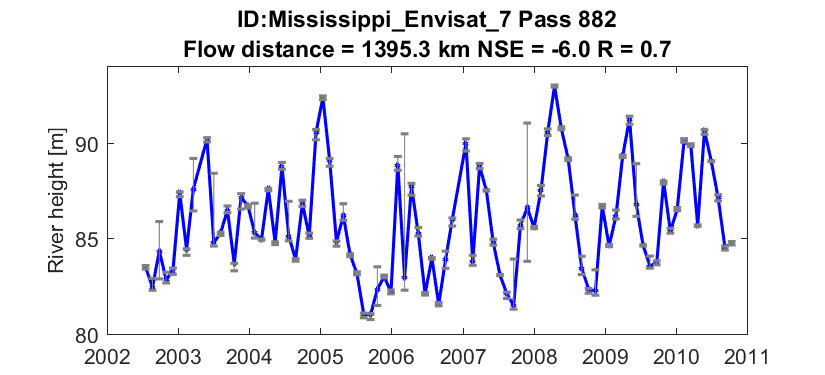 ID:Mississippi_Envisat_7 Pass 882
Flow distance = 1395.3 km NSE = -6.0 R = 0.7
River height [m]
90
85
80
2002 2003 2004 2005 2006 2007 2008 2009 2010 2011